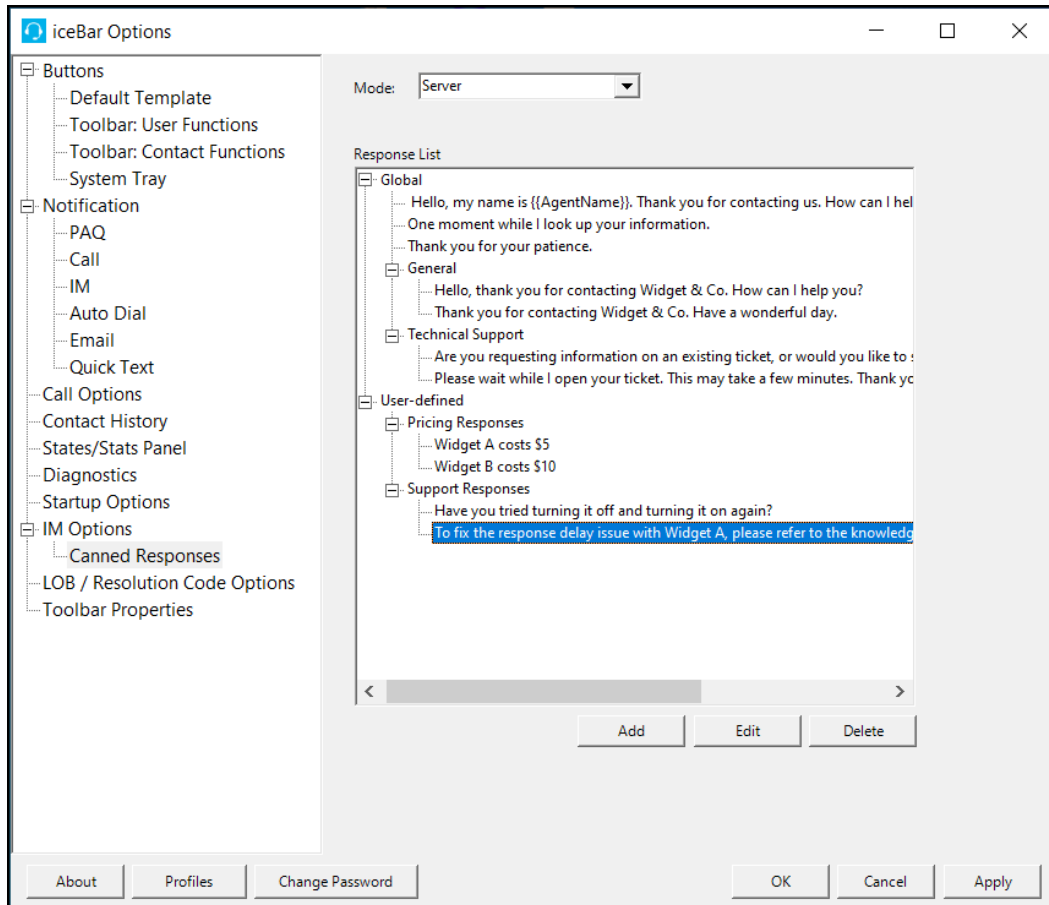 iceBar Options
Buttons
Default Template
Toolbar: User Functions
Toolbar: Contact Functions
System Tray
Notification
PAQ
Call
IM
Auto Dial
Email
Quick Text
Call Options
Contact History
States/Stats Panel
Diagnostics
Startup Options
IM Options
Canned Responses
LOB / Resolution Code Options
Toolbar Properties
Mode: Server
Response List
Global
Hello, my name is {{AgentName}}. Thank you for contacting us. How can I hel
One moment while I look up your information.
Thank you for your patience.
General
Hello, thank you for contacting Widget & Co. How can I help you?
Thank you for contacting Widget & Co. Have a wonderful day.
Technical Support
Are you requesting information on an existing ticket, or would you like to
Please wait while I open your ticket. This may take a few minutes. Thank yo
User-defined
Pricing Responses
Widget A costs $5
Widget B costs $10
Support Responses
Have you tried turning it off and turning it on again?
To fix the response delay issue with Widget A, please refer to the knowledg
Add Edit Delete
About Profiles Change Password OK Cancel Apply